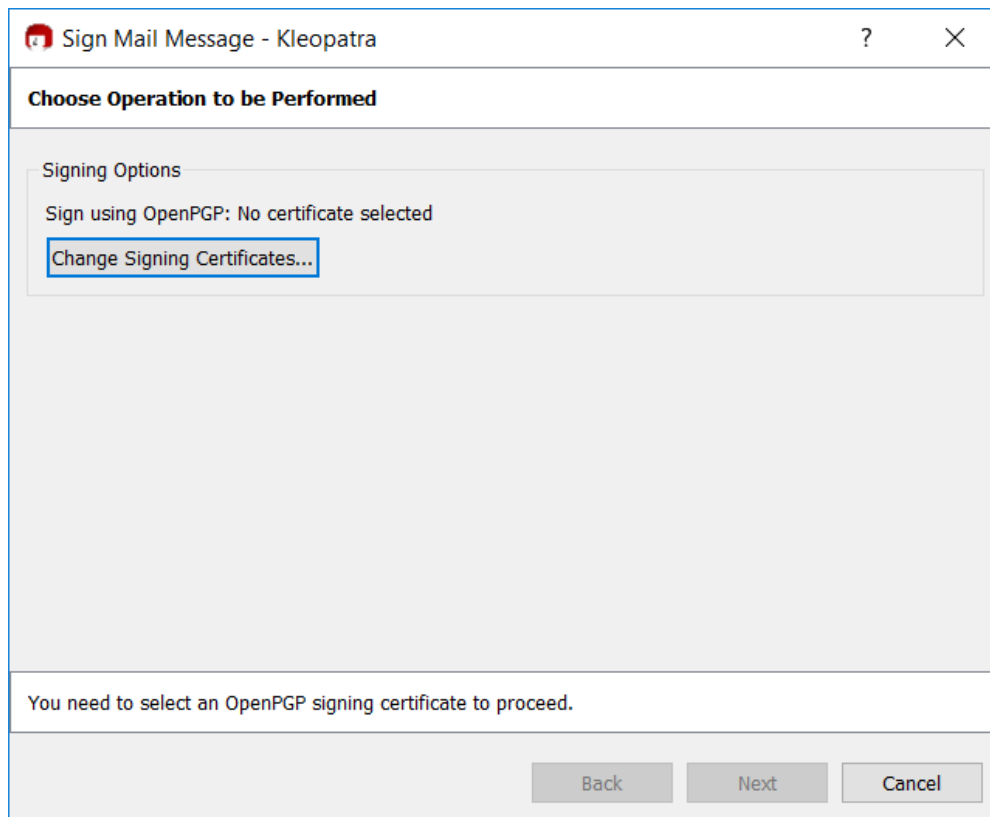 Sign Mail Message - Kleopatra
Choose Operation to be Performed
Signing Options
Sign using OpenPGP: No certificate selected
Change Signing Certificates...
You need to select an OpenPGP signing certificate to proceed.
Back Next Cancel